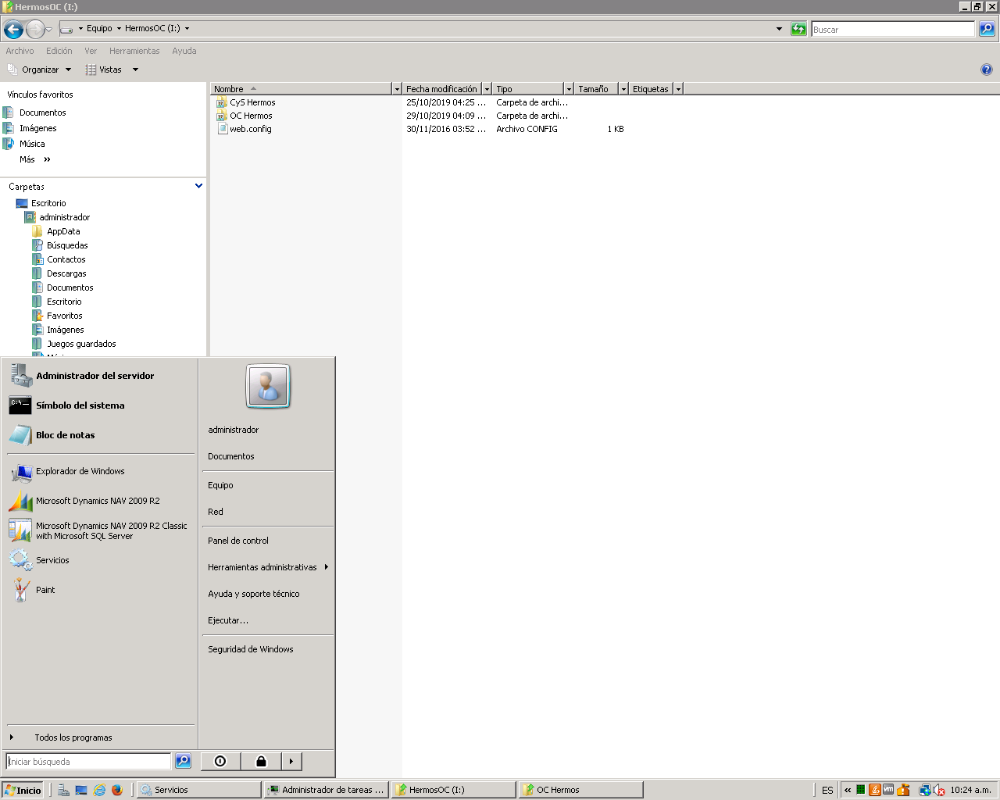 HermosOC (I:)
Equipo HermosOC (I:)
Buscar
Archivo Edición Ver Herramientas Ayuda
Organizar Vistas
Vínculos favoritos
Documentos
Imágenes
Música
Más »
Carpetas
Escritorio
administrador
AppData
Búsquedas
Contactos
Descargas
Documentos
Escritorio
Favoritos
Imágenes
Juegos guardados
Nombre Fecha modificación Tipo Tamaño Etiquetas
CyS Hermos 25/10/2019 04:25 ... Carpeta de archi...
OC Hermos 29/10/2019 04:09 ... Carpeta de archi...
web.config 30/11/2016 03:52 ... Archivo CONFIG 1 KB
Administrador del servidor
Símbolo del sistema
Bloc de notas
Explorador de Windows
Microsoft Dynamics NAV 2009 R2
Microsoft Dynamics NAV 2009 R2 Classic
with Microsoft SQL Server
Servicios
Paint
Todos los programas
Iniciar búsqueda
administrador
Documentos
Equipo
Red
Panel de control
Herramientas administrativas
Ayuda y soporte técnico
Ejecutar...
Seguridad de Windows
Inicio
Servicios
Administrador de tareas ...
HermosOC (I:)
OC Hermos
ES
«
10:24 a.m.